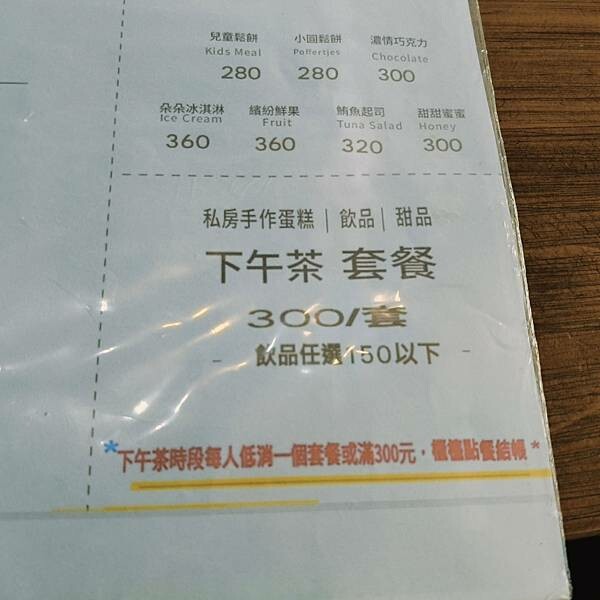 兒童鬆餅 小圓鬆餅 濃情巧克力
Kids Meal Poffertjes Chocolate
280 280 300
朵朵冰淇淋 繽紛鮮果 鮪魚起司 甜甜蜜蜜
Ice Cream Fruit Tuna Salad Honey
360 360 320 300
私房手作蛋糕 | 飲品 | 甜品
下午茶 套餐
300/套
- 飲品任選150以下 -
*下午茶時段每人低消一個套餐或滿300元,櫃檯點餐結帳*